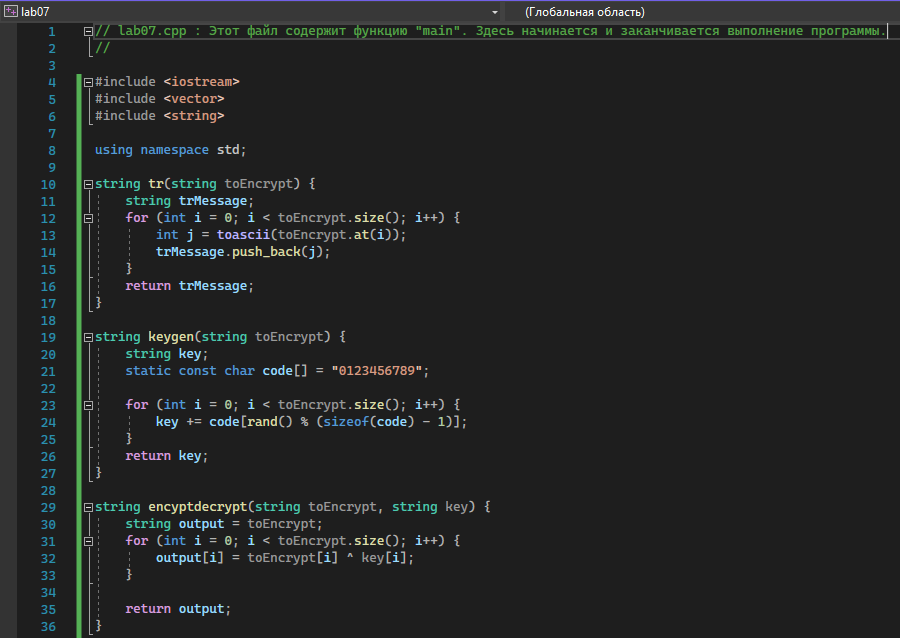 lab07 (Глобальная область)
1 // lab07.cpp : Этот файл содержит функцию "main". Здесь начинается и заканчивается выполнение программы.
2 //
3
4 #include <iostream>
5 #include <vector>
6 #include <string>
7
8 using namespace std;
9
10 string tr(string toEncrypt) {
11 string trMessage;
12 for (int i = 0; i < toEncrypt.size(); i++) {
13 int j = toascii(toEncrypt.at(i));
14 trMessage.push_back(j);
15 }
16 return trMessage;
17 }
18
19 string keygen(string toEncrypt) {
20 string key;
21 static const char code[] = "0123456789";
22
23 for (int i = 0; i < toEncrypt.size(); i++) {
24 key += code[rand() % (sizeof(code) - 1)];
25 }
26 return key;
27 }
28
29 string encyptdecrypt(string toEncrypt, string key) {
30 string output = toEncrypt;
31 for (int i = 0; i < toEncrypt.size(); i++) {
32 output[i] = toEncrypt[i] ^ key[i];
33 }
34
35 return output;
36 }